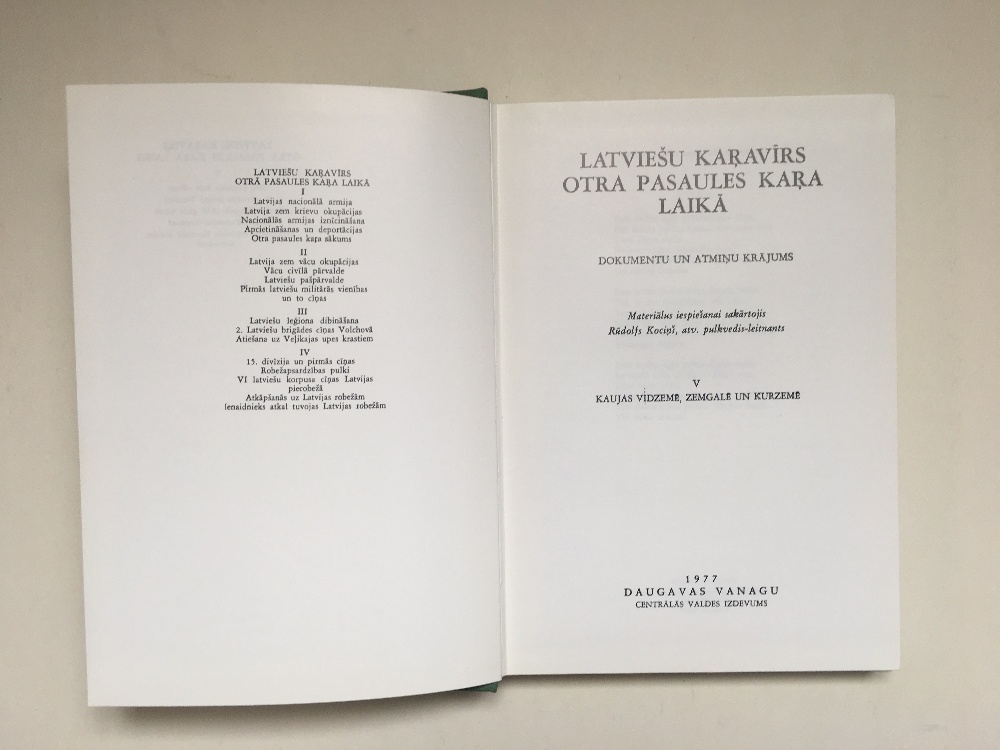 LATVIEŠU KAŖAVĪRS
OTRĀ PASAULES KAŖA LAIKĀ
I
Latvijas nacionālā armija
Latvija zem krievu okupācijas
Nacionālās armijas iznīcināšana
Apcietināšanas un deportācijas
Otra pasaules kaŗa sākums
II
Latvija zem vācu okupācijas
Vācu civīlā pārvalde
Latviešu pašpārvalde
Pirmās latviešu militārās vienības
un to cīņas
III
Latviešu leģiona dibināšana
2. Latviešu brigādes cīņas Volchovā
Atiešana uz Veļikajas upes krastiem
IV
15. divīzija un pirmās cīņas
Robežapsardzības pulki
VI latviešu korpusa cīņas Latvijas
pierobežā
Atkāpšanās uz Latvijas robežām
Ienaidnieks atkal tuvojas Latvijas robežām
LATVIEŠU KAŖAVĪRS
OTRA PASAULES KAŖA
LAIKĀ
DOKUMENTU UN ATMIŅU KRĀJUMS
Materiālus iespiešanai sakārtojis
Rūdolfs Kociņš, atv. pulkvedis-leitnants
V
KAUJAS VIDZEMĒ, ZEMGALĒ UN KURZEMĒ
1977
DAUGAVAS VANAGU
CENTRĀLĀS VALDES IZDEVUMS